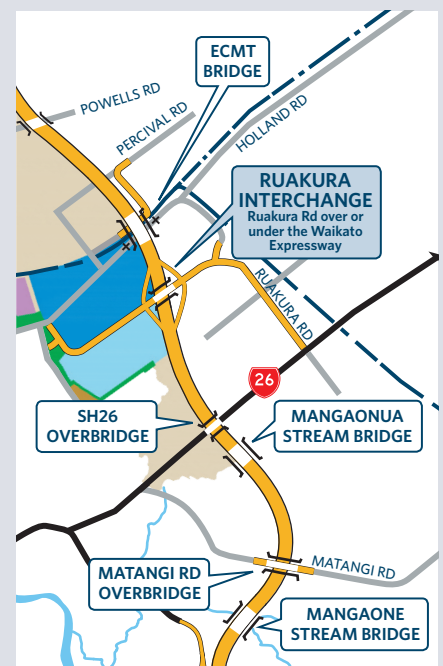 ECMT
BRIDGE
POWELLS RD
PERCIVAL RD
HOLLAND RD
RUAKURA
INTERCHANGE
Ruakura Rd over or
under the Waikato
Expressway
RUAKURA RD
26
SH26
OVERBRIDGE
MANGAONUA
STREAM BRIDGE
MATANGI RD
MATANGI RD
OVERBRIDGE
MANGAONE
STREAM BRIDGE